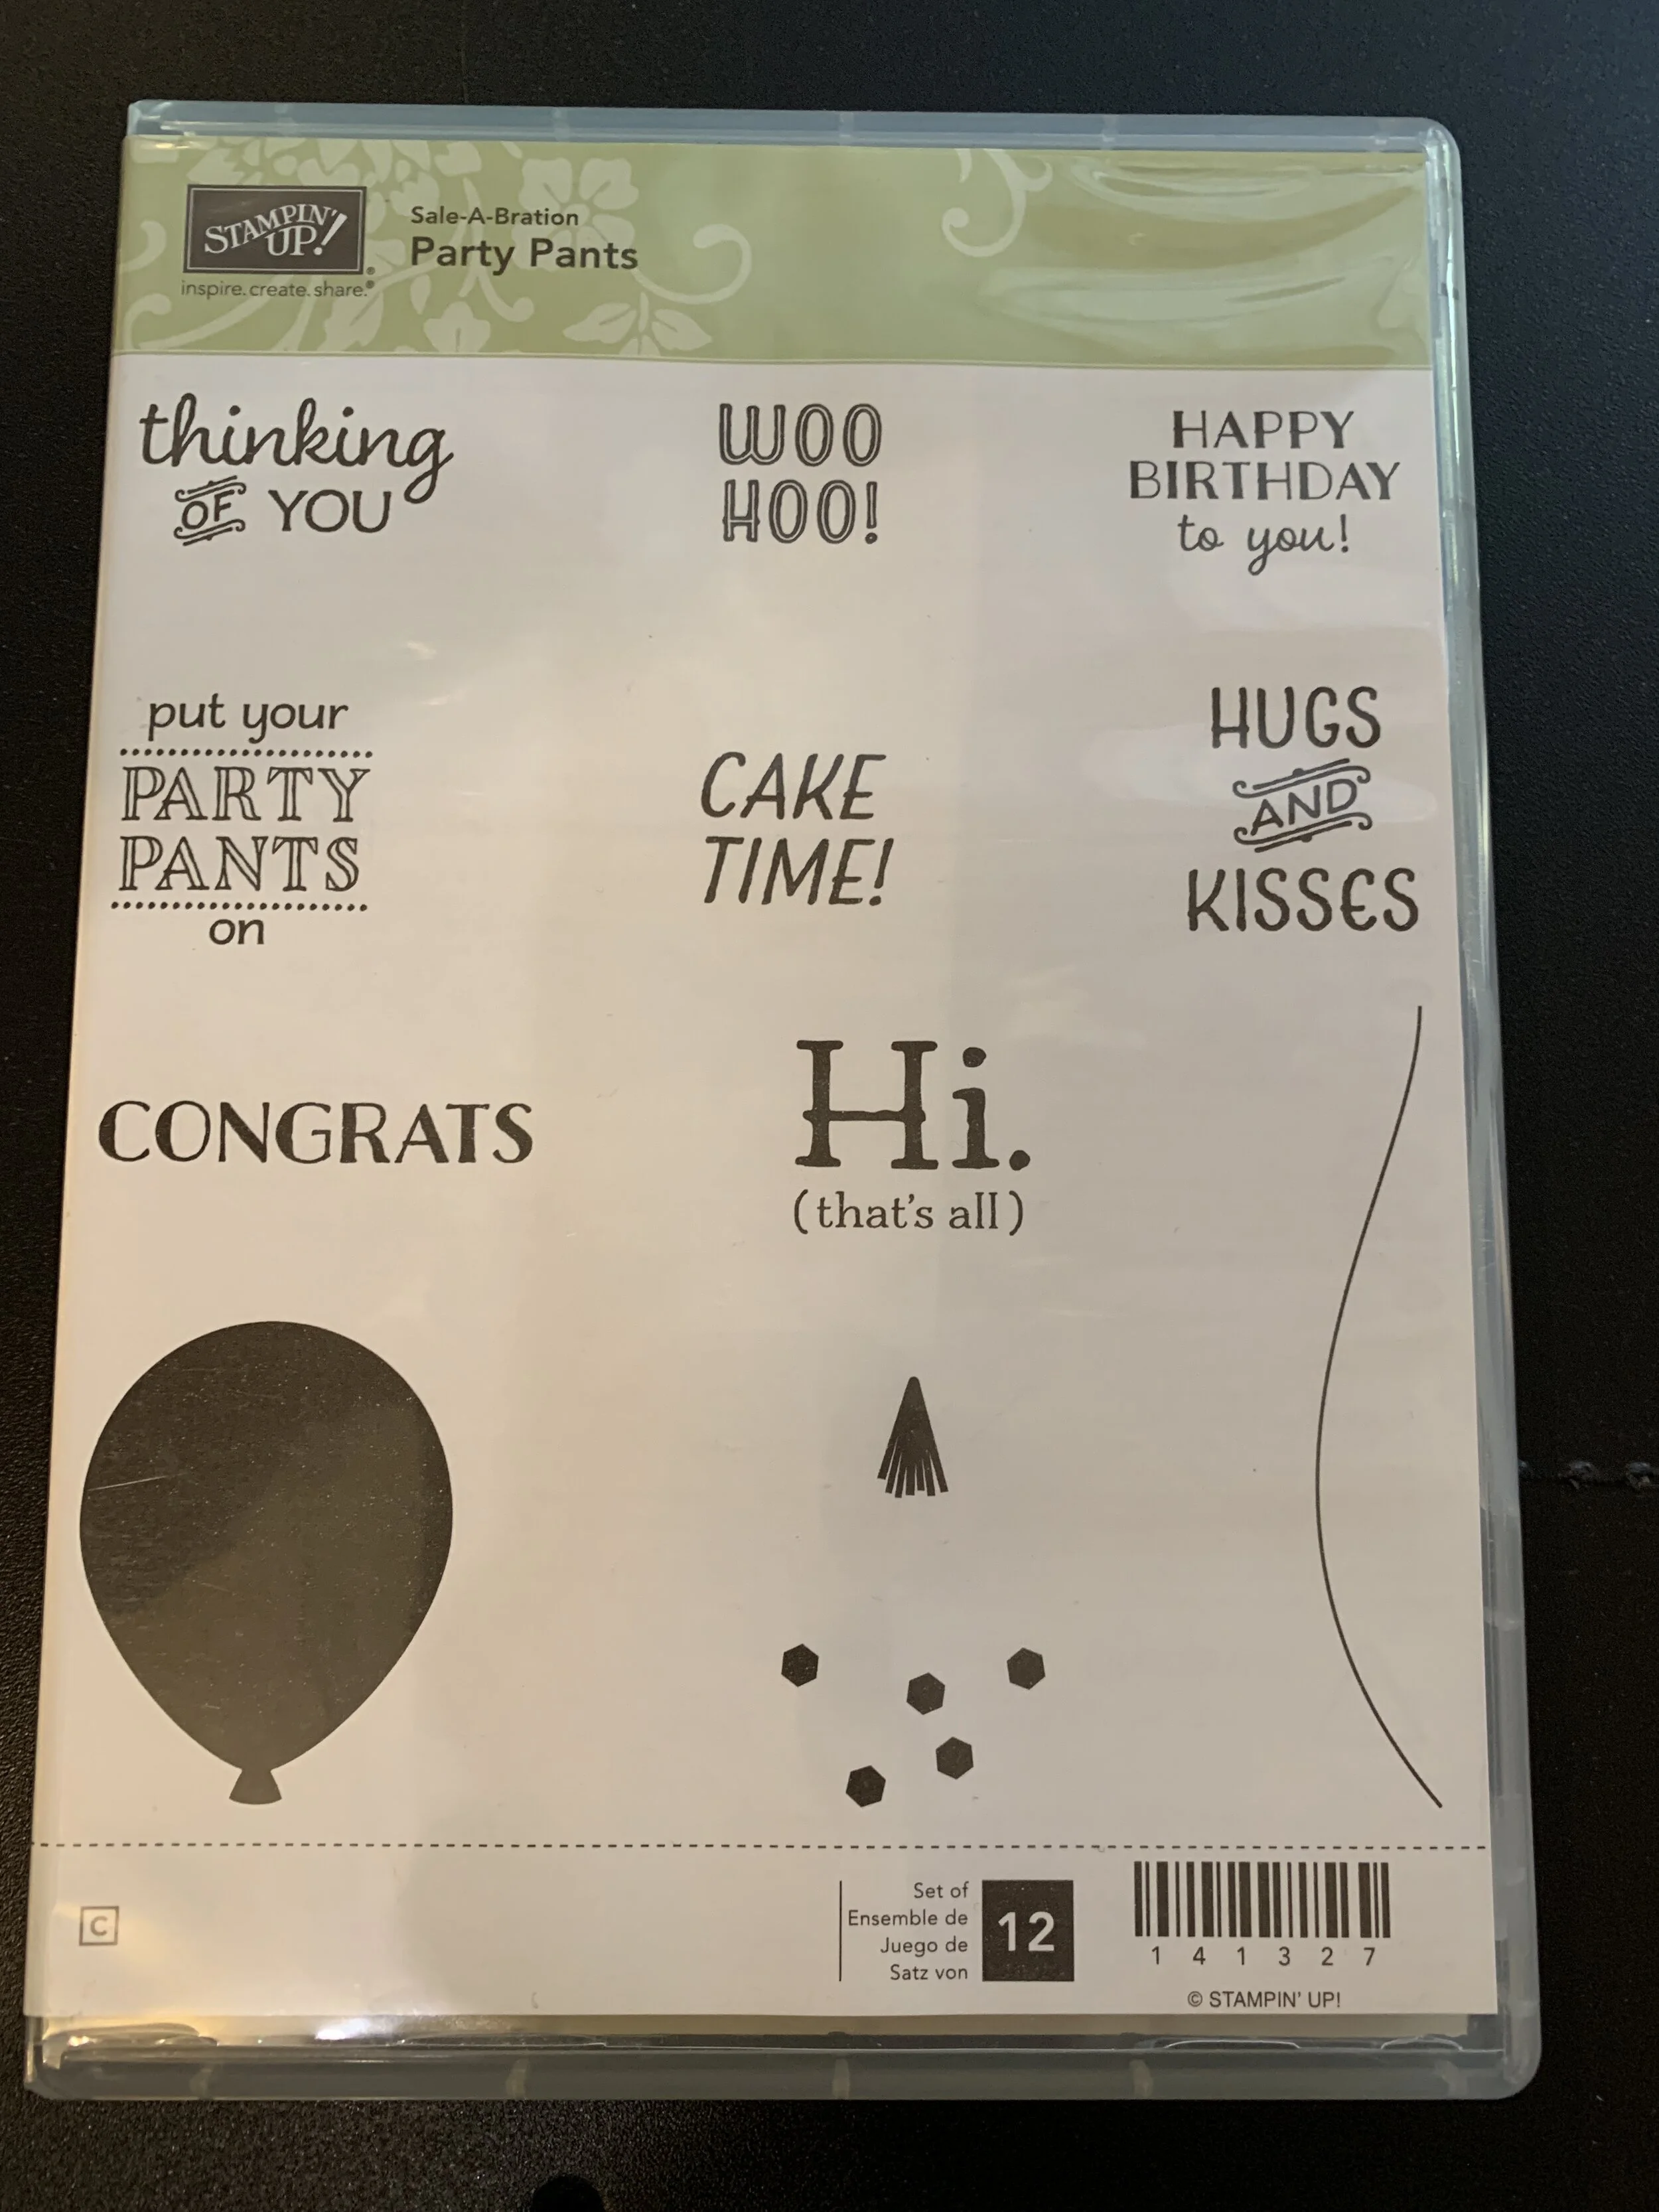 STAMPIN' UP!®
inspire. create. share.®
Sale-A-Bration
Party Pants
thinking
OF YOU
WOO
HOO!
HAPPY
BIRTHDAY
to you!
put your
PARTY
PANTS
on
CAKE
TIME!
HUGS
AND
KISSES
CONGRATS
Hi.
(that's all)
C
Set of
Ensemble de
Juego de
Satz von
12
1 4 1 3 2 7
© STAMPIN' UP!